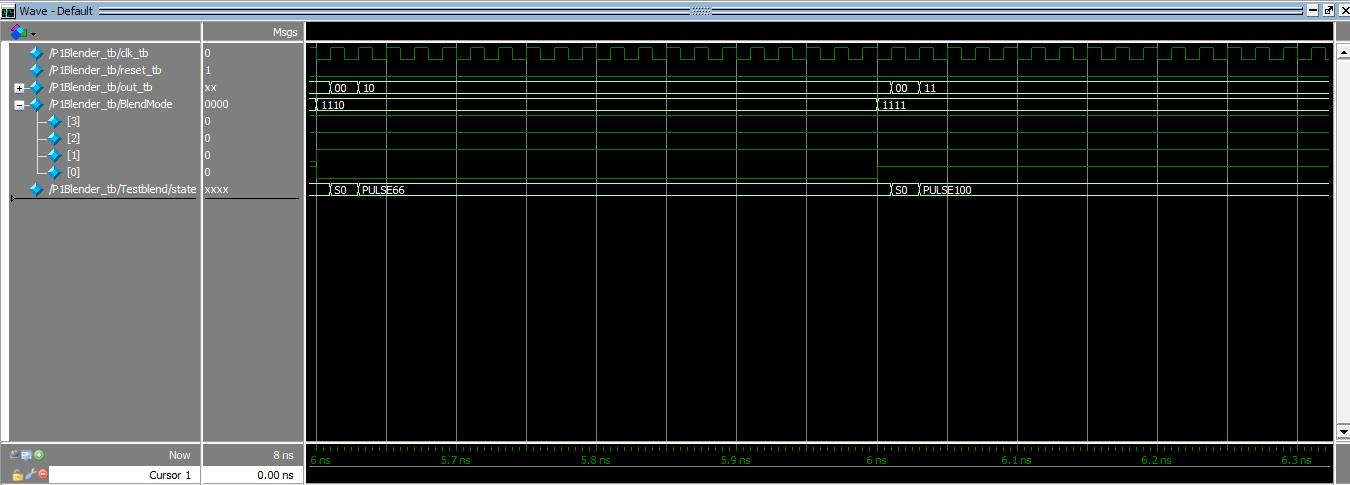 Wave - Default
Msgs
/P1Blender_tb/clk_tb 0
/P1Blender_tb/reset_tb 1
/P1Blender_tb/out_tb xx 00 10 00 11
/P1Blender_tb/BlendMode 0000 1110 1111
[3] 0
[2] 0
[1] 0
[0] 0
/P1Blender_tb/Testblend/state xxxx S0 PULSE66 S0 PULSE100
Now 8 ns 6 ns 5.7 ns 5.8 ns 5.9 ns 6 ns 6.1 ns 6.2 ns 6.3 ns
Cursor 1 0.00 ns